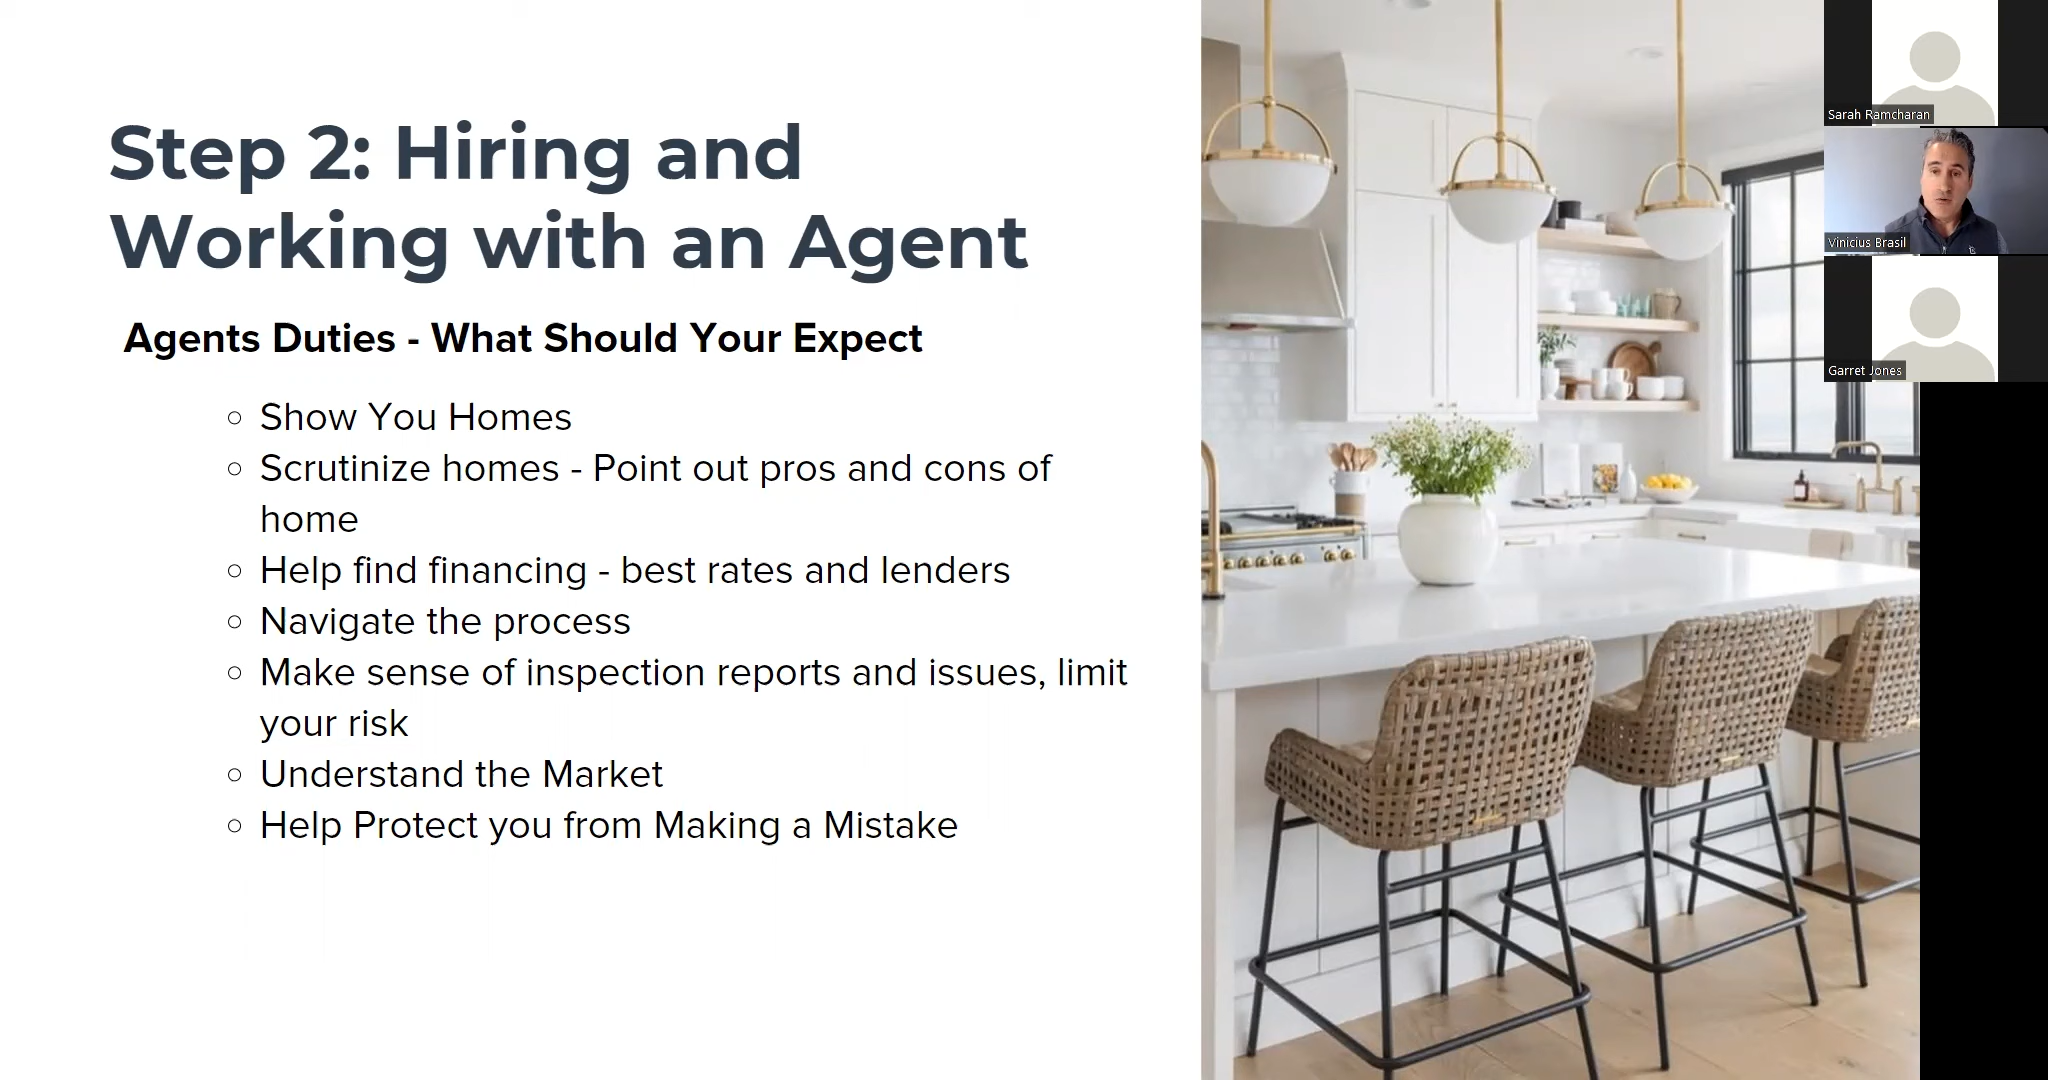 Step 2: Hiring and
Working with an Agent
Agents Duties - What Should Your Expect
Show You Homes
Scrutinize homes - Point out pros and cons of
home
Help find financing - best rates and lenders
Navigate the process
Make sense of inspection reports and issues, limit
your risk
Understand the Market
Help Protect you from Making a Mistake
Sarah Ramcharan
Vinicius Brasil
Garret Jones